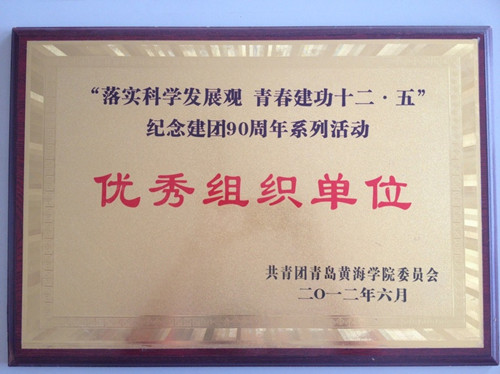 “落实科学发展观 青春建功十二·五”
纪念建团90周年系列活动
优秀组织单位
共青团青岛黄海学院委员会
二〇一二年六月